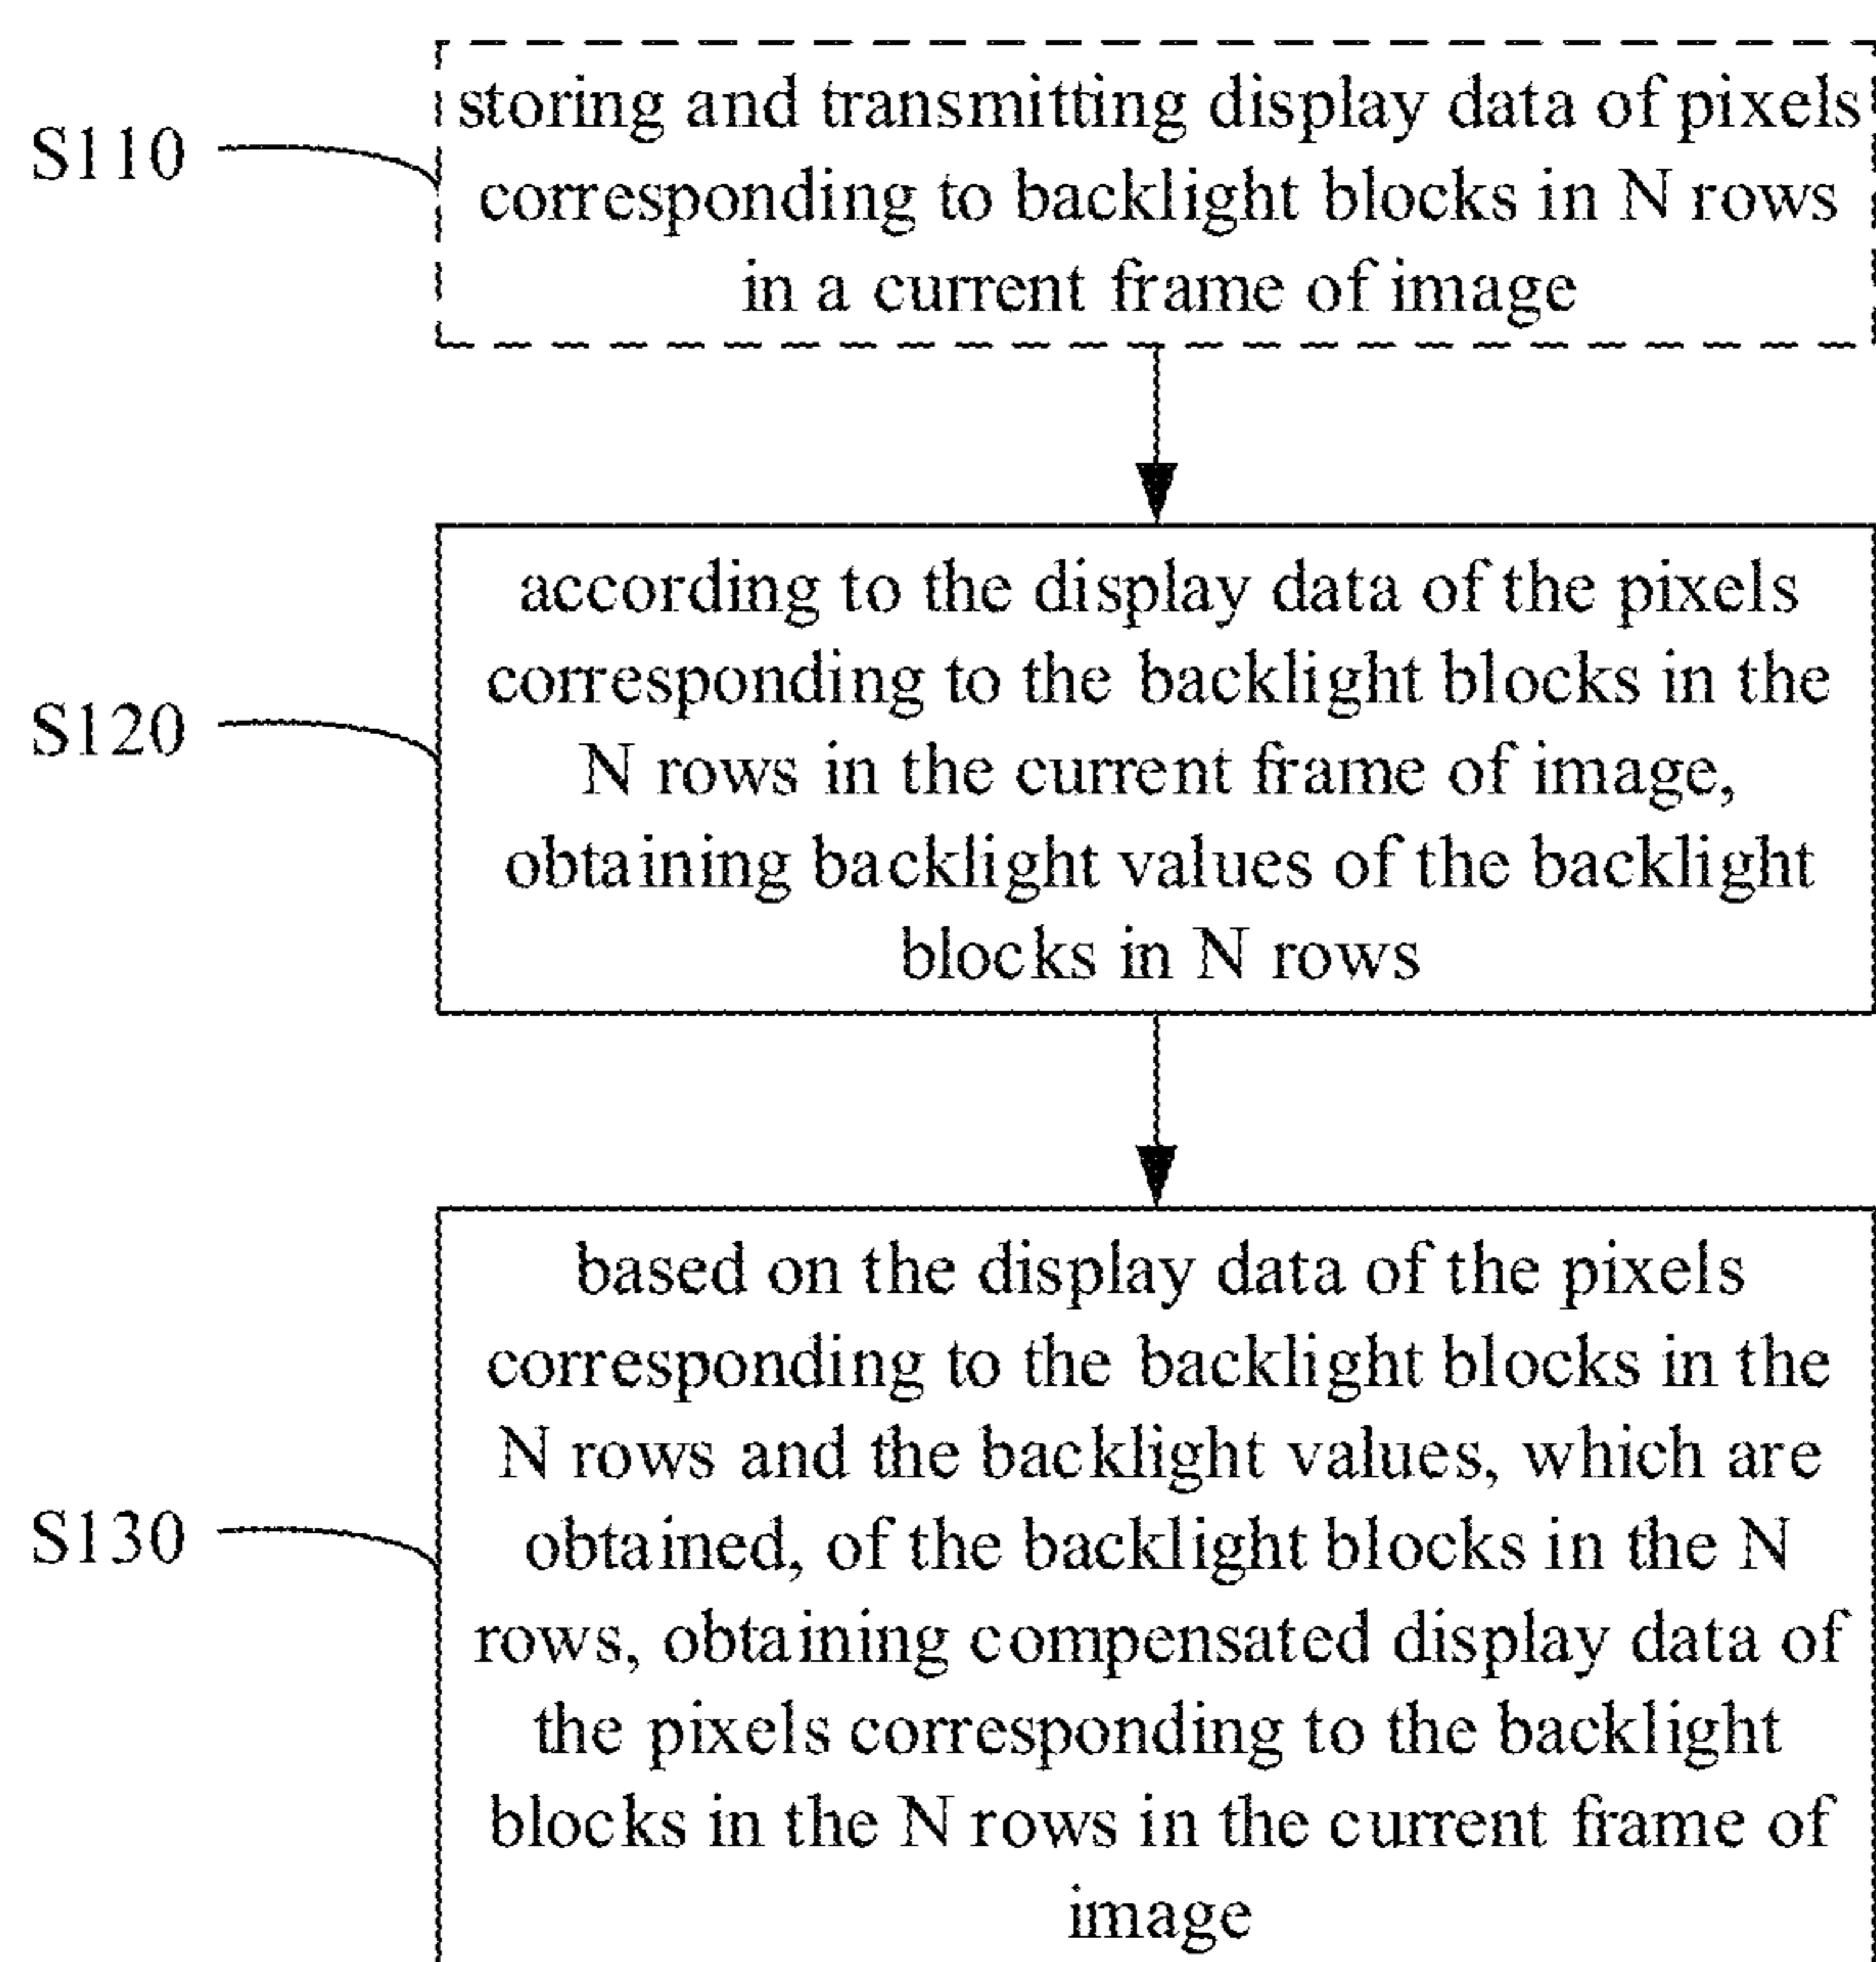 S110
storing and transmitting display data of pixels
corresponding to backlight blocks in N rows
in a current frame of image
S120
according to the display data of the pixels
corresponding to the backlight blocks in the
N rows in the current frame of image,
obtaining backlight values of the backlight
blocks in N rows
S130
based on the display data of the pixels
corresponding to the backlight blocks in the
N rows and the backlight values, which are
obtained, of the backlight blocks in the N
rows, obtaining compensated display data of
the pixels corresponding to the backlight
blocks in the N rows in the current frame of
image